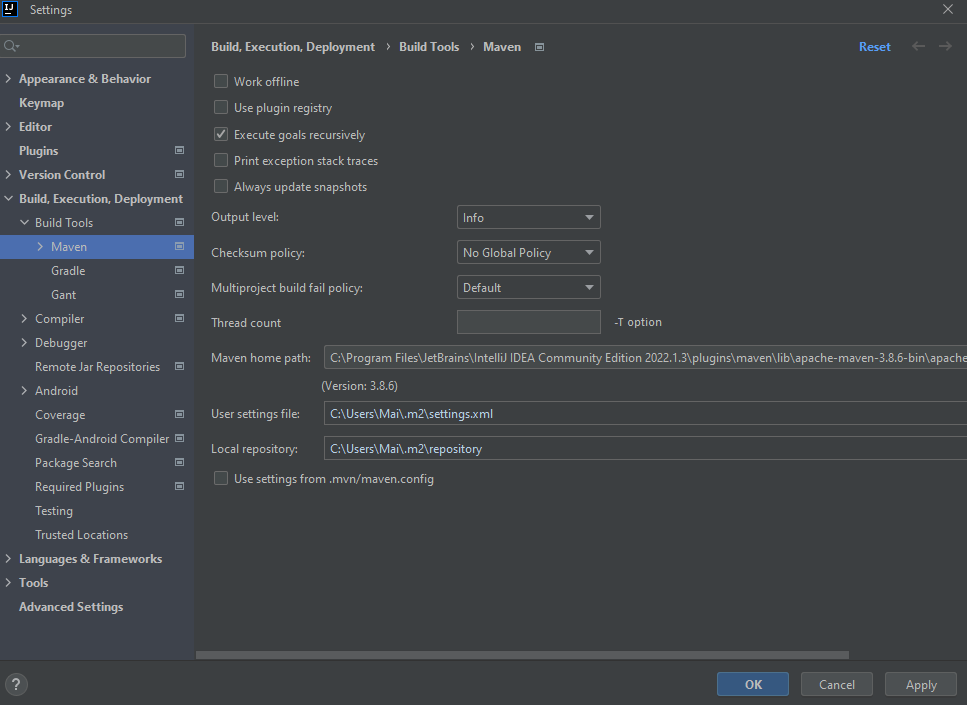 IJ
Settings
Build, Execution, Deployment › Build Tools › Maven
Reset
Appearance & Behavior
Keymap
Editor
Plugins
Version Control
Build, Execution, Deployment
Build Tools
Maven
Gradle
Gant
Compiler
Debugger
Remote Jar Repositories
Android
Coverage
Gradle-Android Compiler
Package Search
Required Plugins
Testing
Trusted Locations
Languages & Frameworks
Tools
Advanced Settings
Work offline
Use plugin registry
Execute goals recursively
Print exception stack traces
Always update snapshots
Output level: Info
Checksum policy: No Global Policy
Multiproject build fail policy: Default
Thread count -T option
Maven home path: C:\Program Files\JetBrains\IntelliJ IDEA Community Edition 2022.1.3\plugins\maven\lib\apache-maven-3.8.6-bin\apache
(Version: 3.8.6)
User settings file: C:\Users\Mai\.m2\settings.xml
Local repository: C:\Users\Mai\.m2\repository
Use settings from .mvn/maven.config
?
OK Cancel Apply